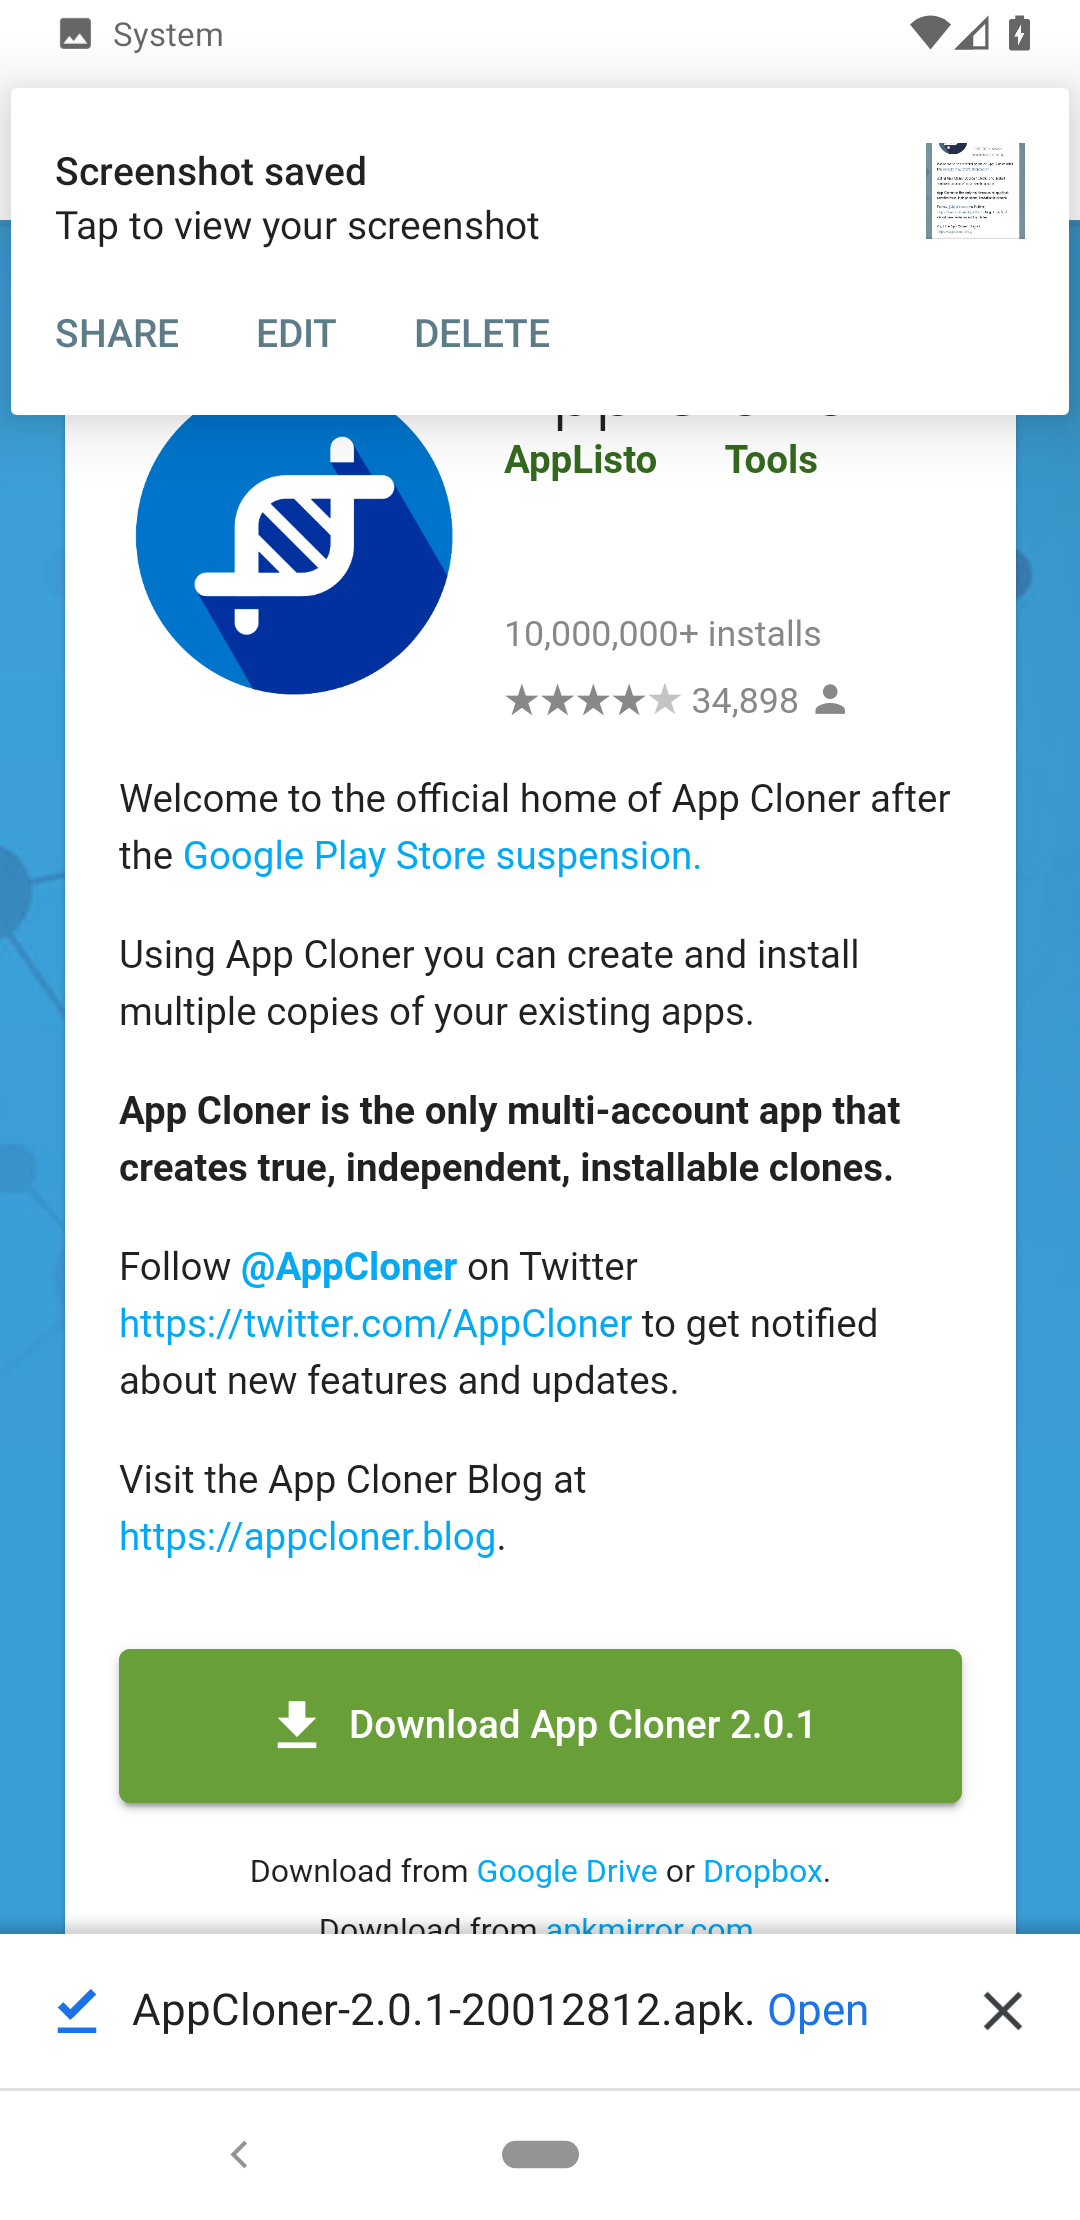 System
Screenshot saved
Tap to view your screenshot
SHARE EDIT DELETE
AppListo Tools
10,000,000+ installs
★★★★★ 34,898
Welcome to the official home of App Cloner after
the Google Play Store suspension.
Using App Cloner you can create and install
multiple copies of your existing apps.
App Cloner is the only multi-account app that
creates true, independent, installable clones.
Follow @AppCloner on Twitter
https://twitter.com/AppCloner to get notified
about new features and updates.
Visit the App Cloner Blog at
https://appcloner.blog.
Download App Cloner 2.0.1
Download from Google Drive or Dropbox.
Download from apkmirror.com
AppCloner-2.0.1-20012812.apk. Open